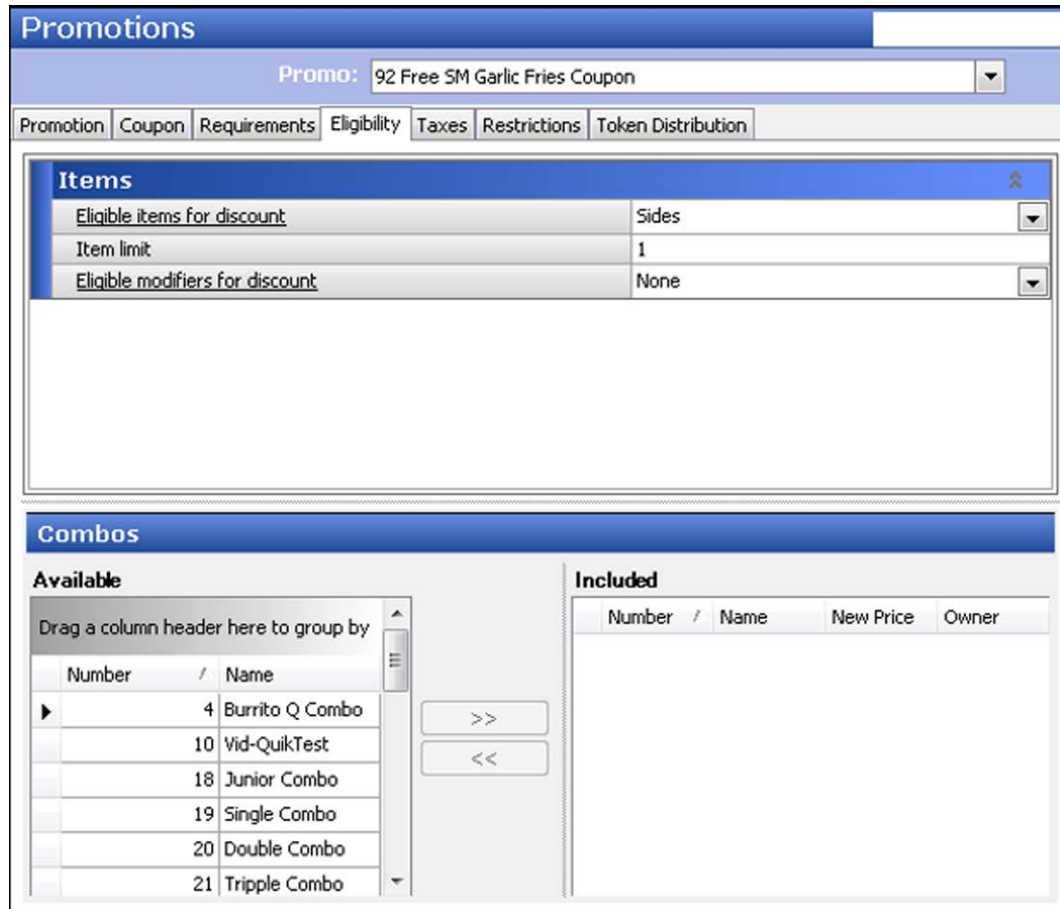 Promotions
Promo: 92 Free SM Garlic Fries Coupon
Promotion Coupon Requirements Eligibility Taxes Restrictions Token Distribution
Items
Eligible items for discount Sides
Item limit 1
Eligible modifiers for discount None
Combos
Available Included
Drag a column header here to group by
Number / Name
Number / Name New Price Owner
4 Burrito Q Combo
10 Vid-QuikTest
18 Junior Combo
19 Single Combo
20 Double Combo
21 Tripple Combo
>>
<<